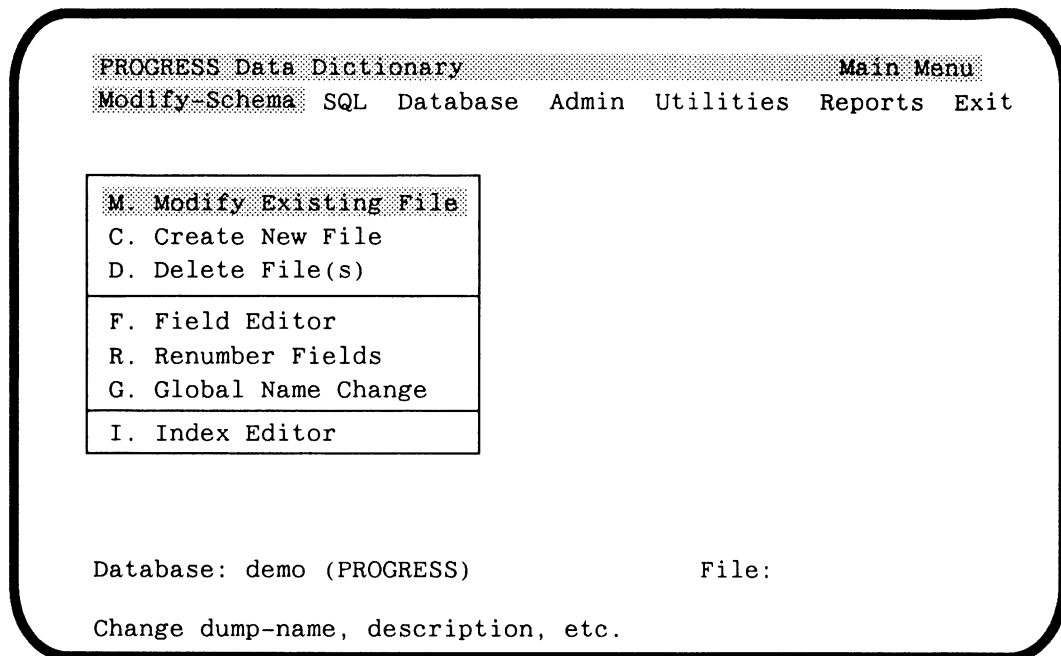 PROGRESS Data Dictionary Main Menu
Modify-Schema SQL Database Admin Utilities Reports Exit
M. Modify Existing File
C. Create New File
D. Delete File(s)
F. Field Editor
R. Renumber Fields
G. Global Name Change
I. Index Editor
Database: demo (PROGRESS) File:
Change dump-name, description, etc.